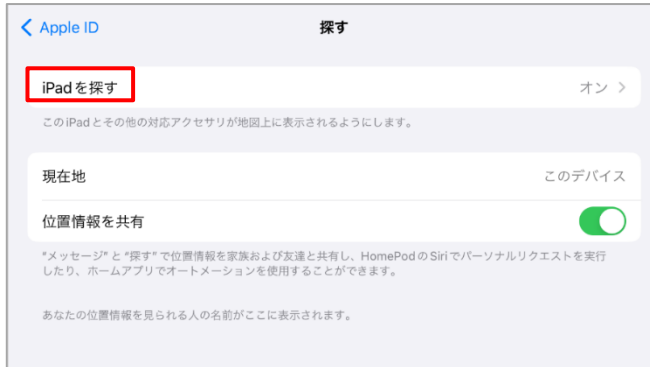 Apple ID
探す
iPadを探す
オン
このiPadとその他の対応アクセサリが地図上に表示されるようにします。
現在地
このデバイス
位置情報を共有
"メッセージ" と "探す" で位置情報を家族および友達と共有し、HomePodのSiriでパーソナルリクエストを実行
したり、ホームアプリでオートメーションを使用することができます。
あなたの位置情報を見られる人の名前がここに表示されます。